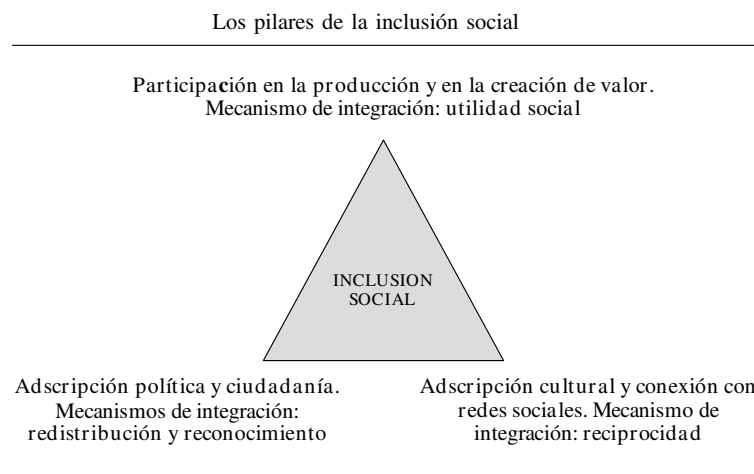 Los pilares de la inclusión social
Participación en la producción y en la creación de valor.
Mecanismo de integración: utilidad social
INCLUSION
SOCIAL
Adscripción política y ciudadanía.
Mecanismos de integración:
redistribución y reconocimiento
Adscripción cultural y conexión con
redes sociales. Mecanismo de
integración: reciprocidad